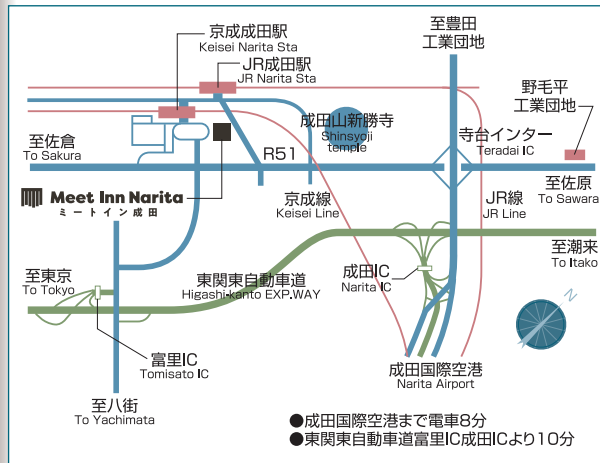 京成成田駅
Keisei Narita Sta
JR成田駅
JR Narita Sta
至豊田
工業団地
野毛平
工業団地
成田山新勝寺
Shinsyoji
temple
寺台インター
Teradai IC
至佐倉
To Sakura
R51
至佐原
To Sawara
Meet Inn Narita
ミートイン成田
京成線
Keisei Line
JR線
JR Line
至潮来
To Itako
至東京
To Tokyo
東関東自動車道
Higashi-kanto EXP.WAY
成田IC
Narita IC
N
富里IC
Tomisato IC
成田国際空港
Narita Airport
至八街
To Yachimata
●成田国際空港まで電車8分
●東関東自動車道富里IC成田ICより10分